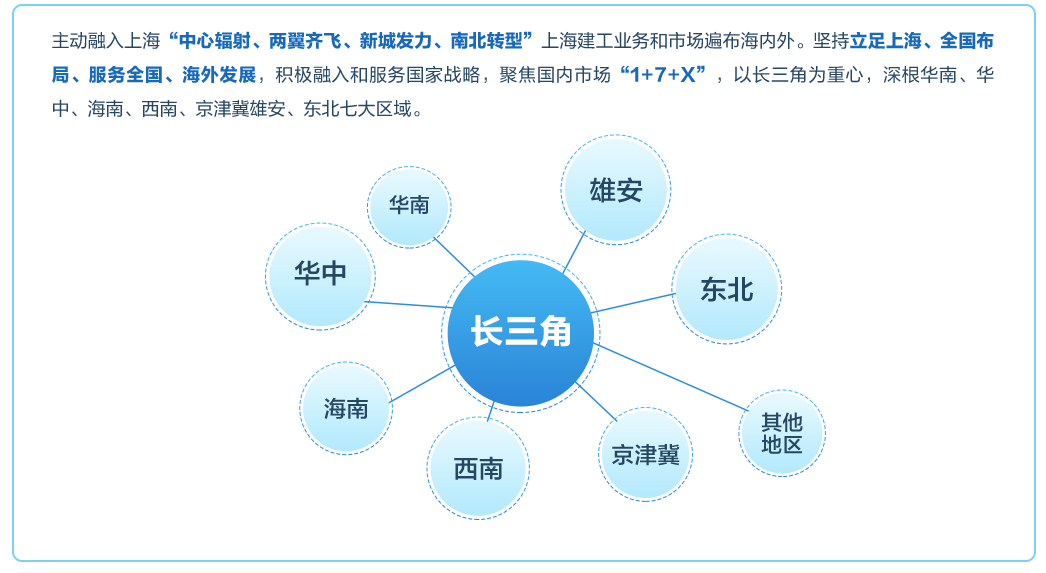 主动融入上海“中心辐射、两翼齐飞、新城发力、南北转型”上海建工业务和市场遍布海内外。坚持立足上海、全国布
局、服务全国、海外发展，积极融入和服务国家战略，聚焦国内市场“1+7+X”，以长三角为重心，深根华南、华
中、海南、西南、京津冀雄安、东北七大区域。
雄安
华南
华中
东北
长三角
海南
其他
地区
京津冀
西南